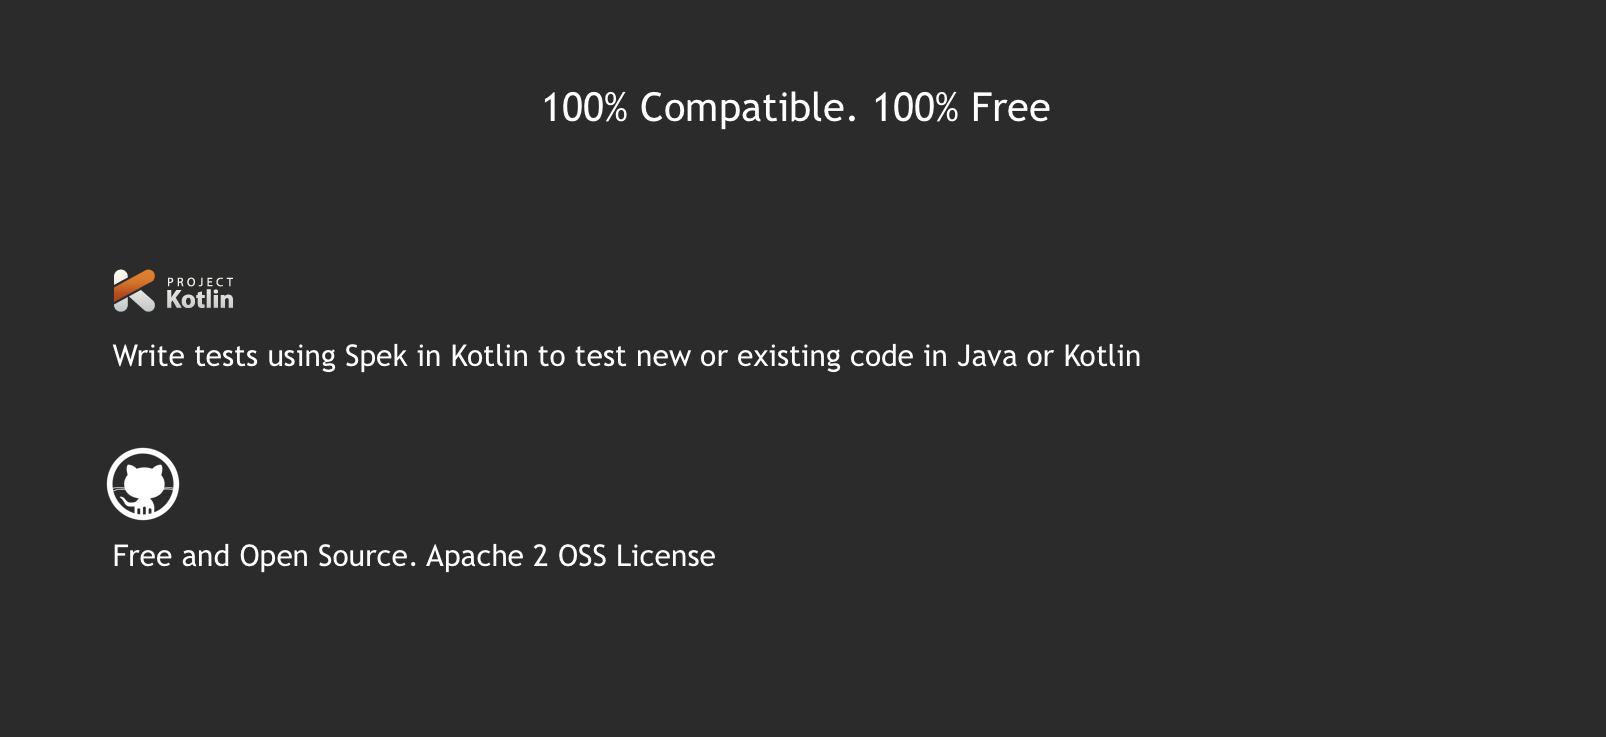 100% Compatible. 100% Free
PROJECT
Kotlin
Write tests using Spek in Kotlin to test new or existing code in Java or Kotlin
Free and Open Source. Apache 2 OSS License